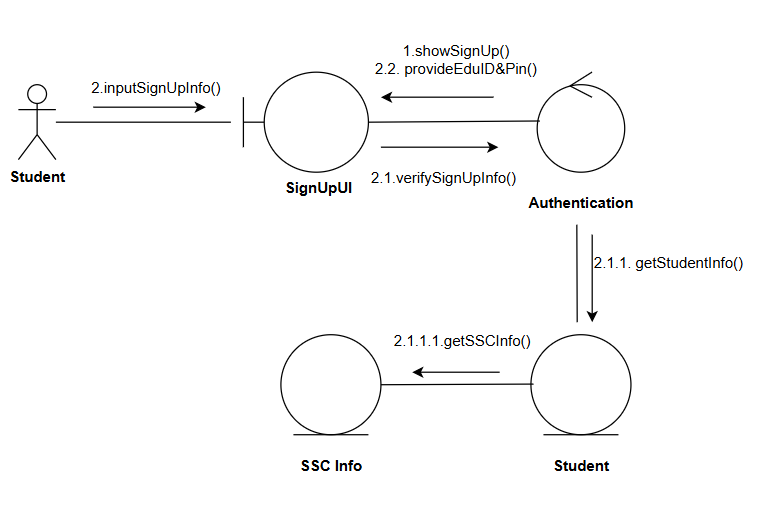 1.showSignUp()
2.2. provideEduID&Pin()
2.inputSignUpInfo()
Student
SignUpUI
2.1.verifySignUpInfo()
Authentication
2.1.1. getStudentInfo()
2.1.1.1.getSSCInfo()
SSC Info
Student